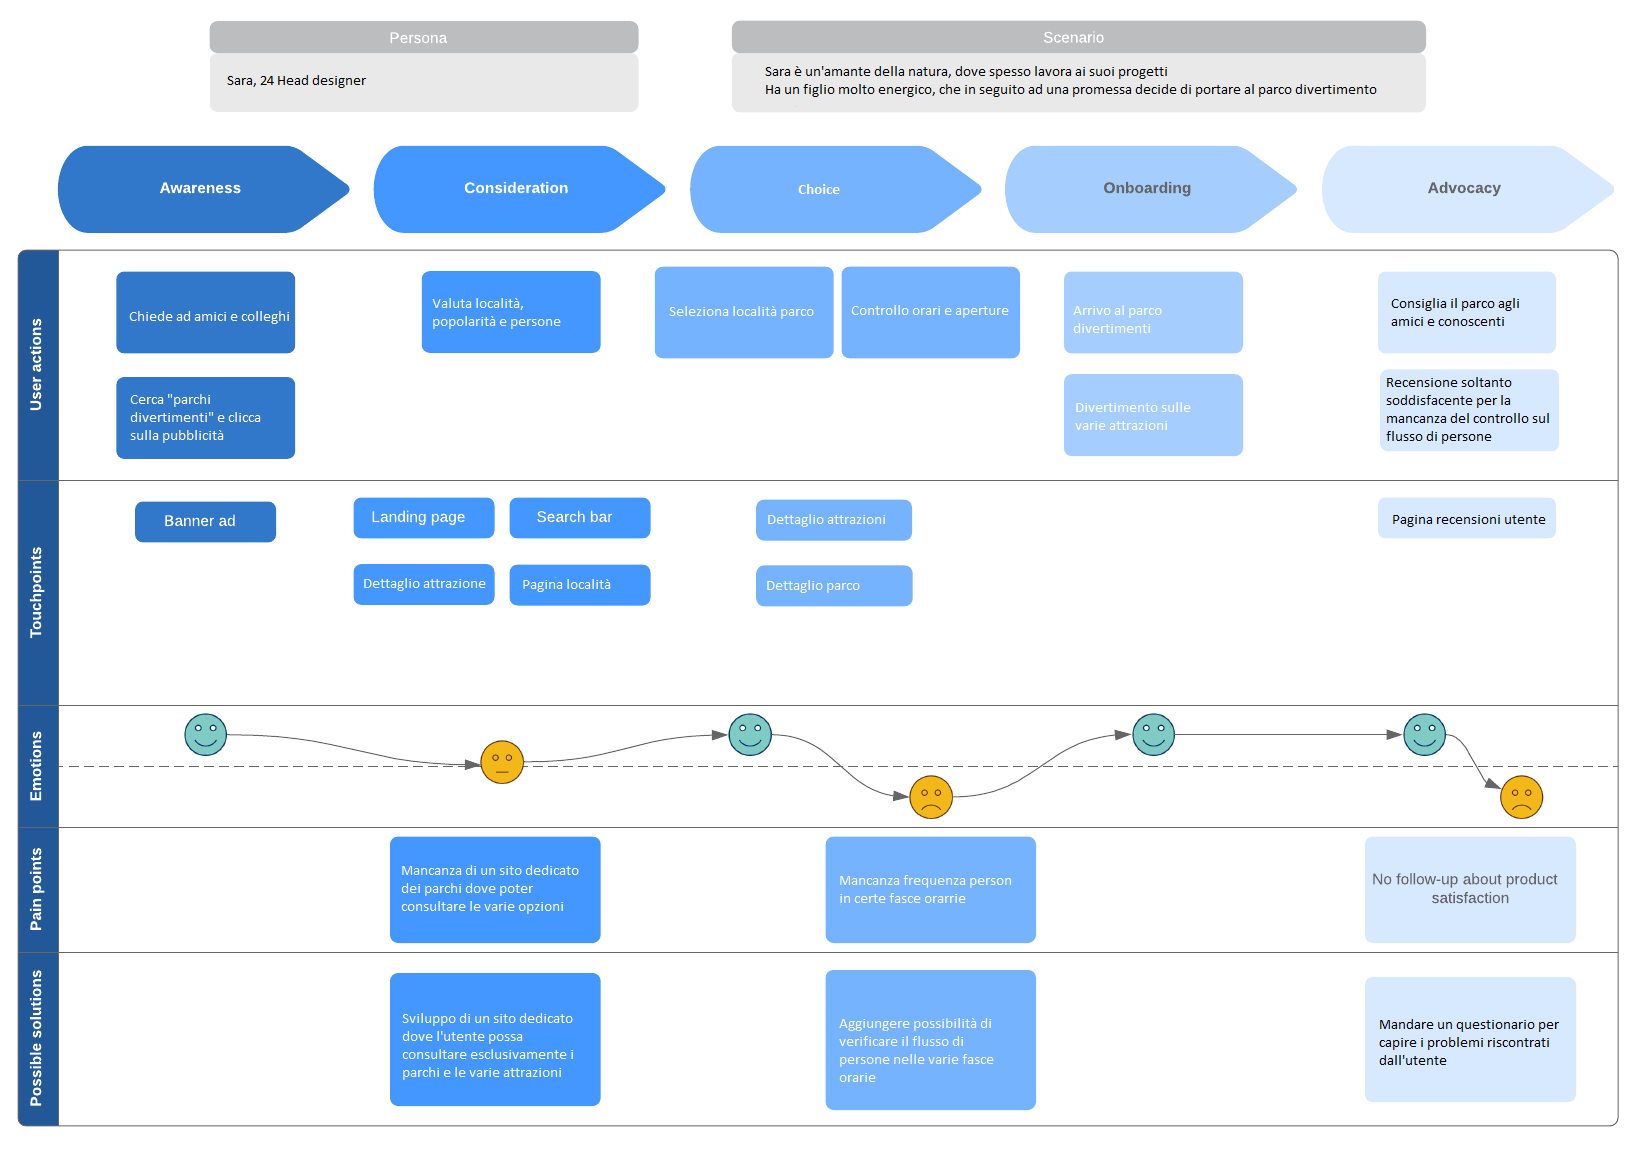 Persona
Sara, 24 Head designer
Scenario
Sara è un'amante della natura, dove spesso lavora ai suoi progetti
Ha un figlio molto energico, che in seguito ad una promessa decide di portare al parco divertimento
Awareness
Consideration
Choice
Onboarding
Advocacy
User actions
Chiede ad amici e colleghi
Cerca "parchi
divertimenti" e clicca
sulla pubblicità
Valuta località,
popolarità e persone
Seleziona località parco
Controllo orari e aperture
Arrivo al parco
divertimenti
Divertimento sulle
varie attrazioni
Consiglia il parco agli
amici e conoscenti
Recensione soltanto
soddisfacente per la
mancanza del controllo sul
flusso di persone
Touchpoints
Banner ad
Landing page
Search bar
Dettaglio attrazione
Pagina località
Dettaglio attrazioni
Dettaglio parco
Pagina recensioni utente
Emotions
Pain points
Mancanza di un sito dedicato
dei parchi dove poter
consultare le varie opzioni
Mancanza frequenza person
in certe fasce orarrie
No follow-up about product
satisfaction
Possible solutions
Sviluppo di un sito dedicato
dove l'utente possa
consultare esclusivamente i
parchi e le varie attrazioni
Aggiungere possibilità di
verificare il flusso di
persone nelle varie fasce
orarie
Mandare un questionario per
capire i problemi riscontrati
dall'utente